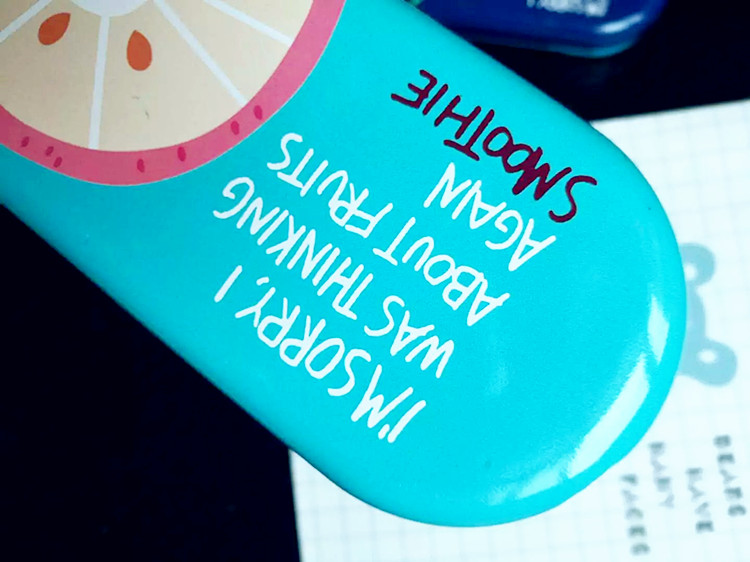 I'M SORRY, I
WAS THINKING
ABOUT FRUITS
AGAIN
SMOOTHIE
BEARS
HAVE
BABY
FACES